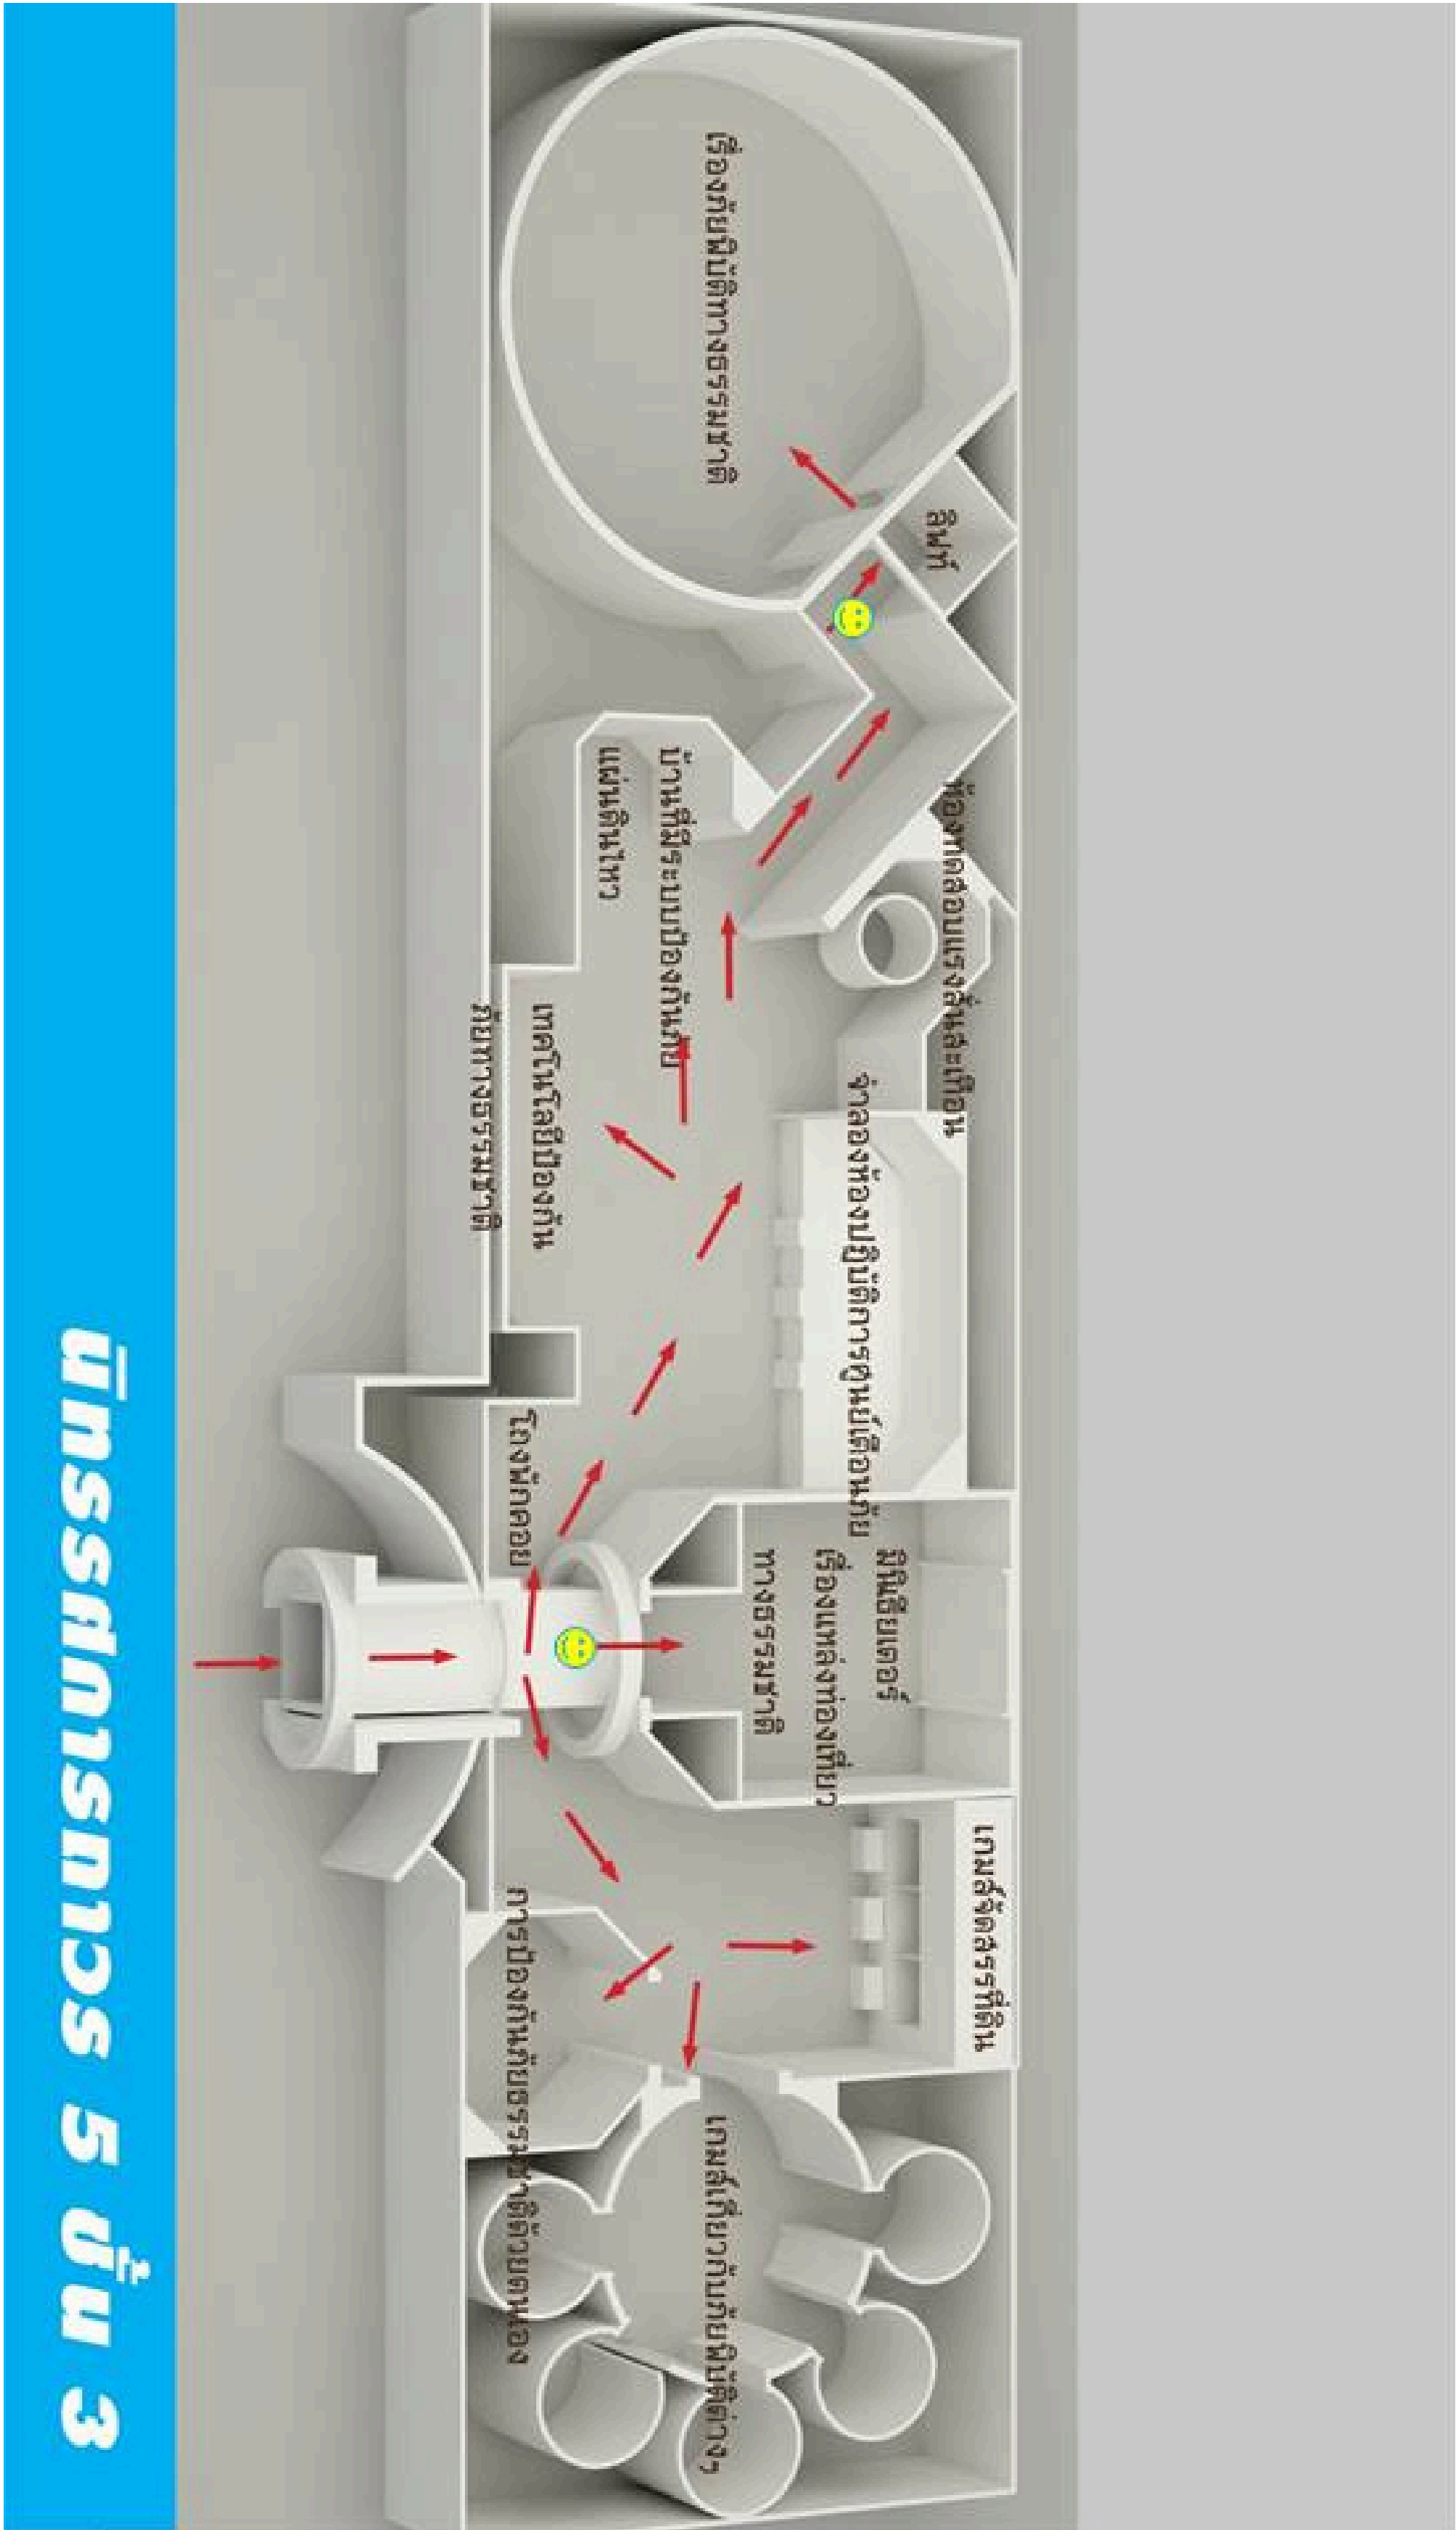 นิทรรศการถาวร 5 ชั้น 3
เรื่องภัยพิบัติทางธรรมชาติ
ลิฟท์
ห้องทดสอบแรงสั่นสะเทือน
บ้านที่มีระบบป้องกันภัย
แผ่นดินไหว
จำลองห้องปฏิบัติการศูนย์เตือนภัย
เทคโนโลยีป้องกัน
ภัยทางธรรมชาติ
โถงพักคอย
มินิธิยเตอร์
เรื่องแหล่งท่องเที่ยว
ทางธรรมชาติ
เกมส์จัดสรรที่ดิน
การป้องกันภัยธรรมชาติด้วยตนเอง
เกมส์เกี่ยวกับภัยพิบัติต่างๆ